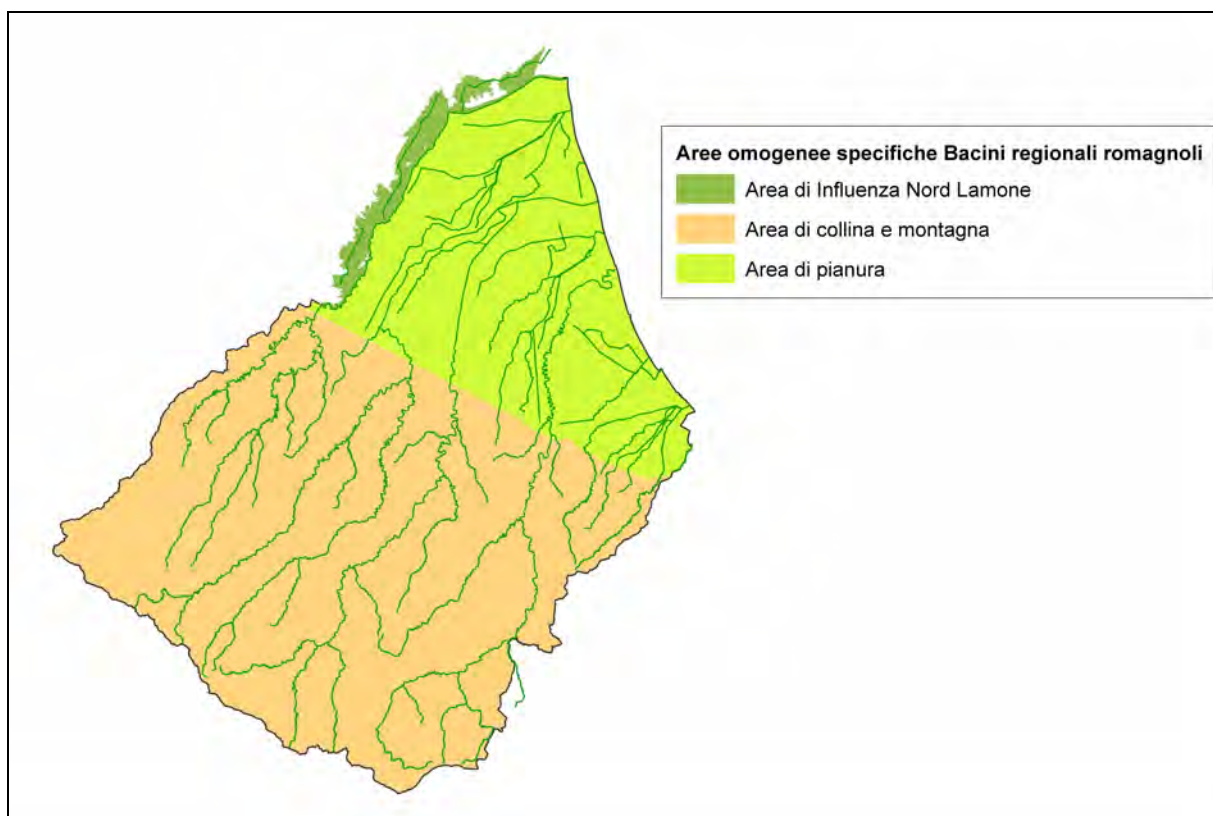 Aree omogenee specifiche Bacini regionali romagnoli
Area di Influenza Nord Lamone
Area di collina e montagna
Area di pianura